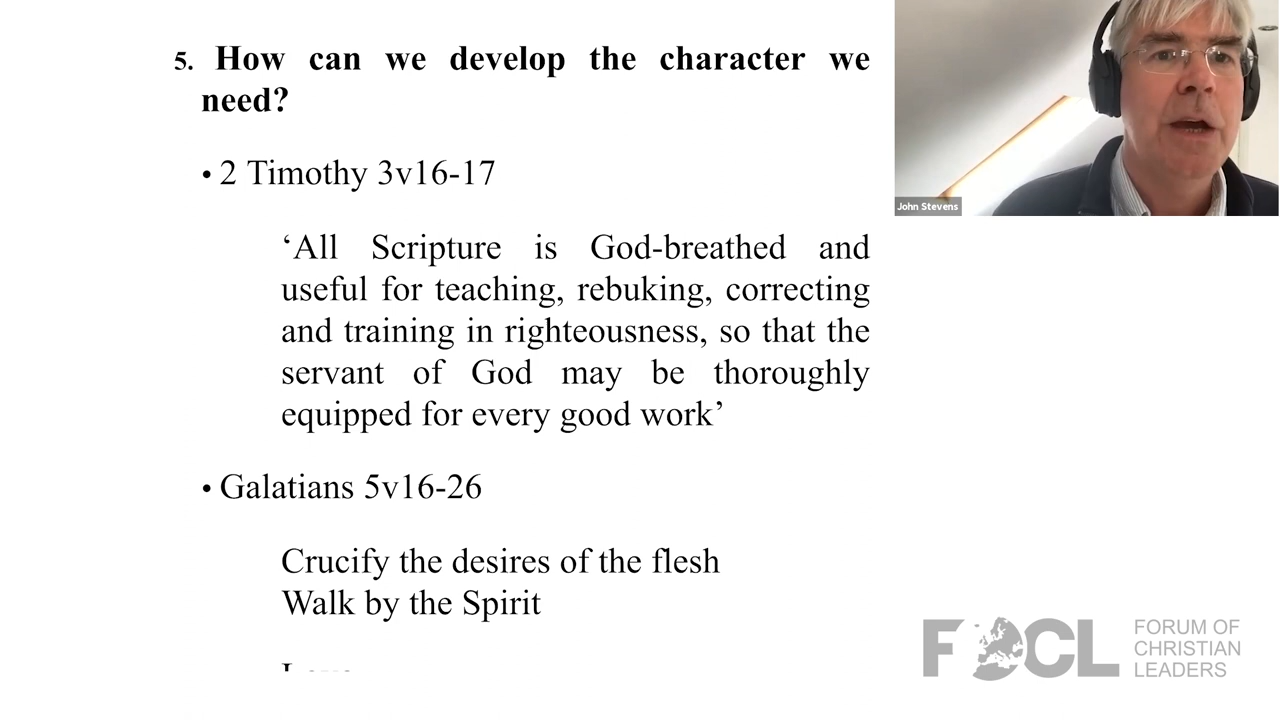 5. How can we develop the character we
need?
• 2 Timothy 3v16-17
‘All Scripture is God-breathed and
useful for teaching, rebuking, correcting
and training in righteousness, so that the
servant of God may be thoroughly
equipped for every good work’
• Galatians 5v16-26
Crucify the desires of the flesh
Walk by the Spirit
John Stevens
FOCL
FORUM OF
CHRISTIAN
LEADERS